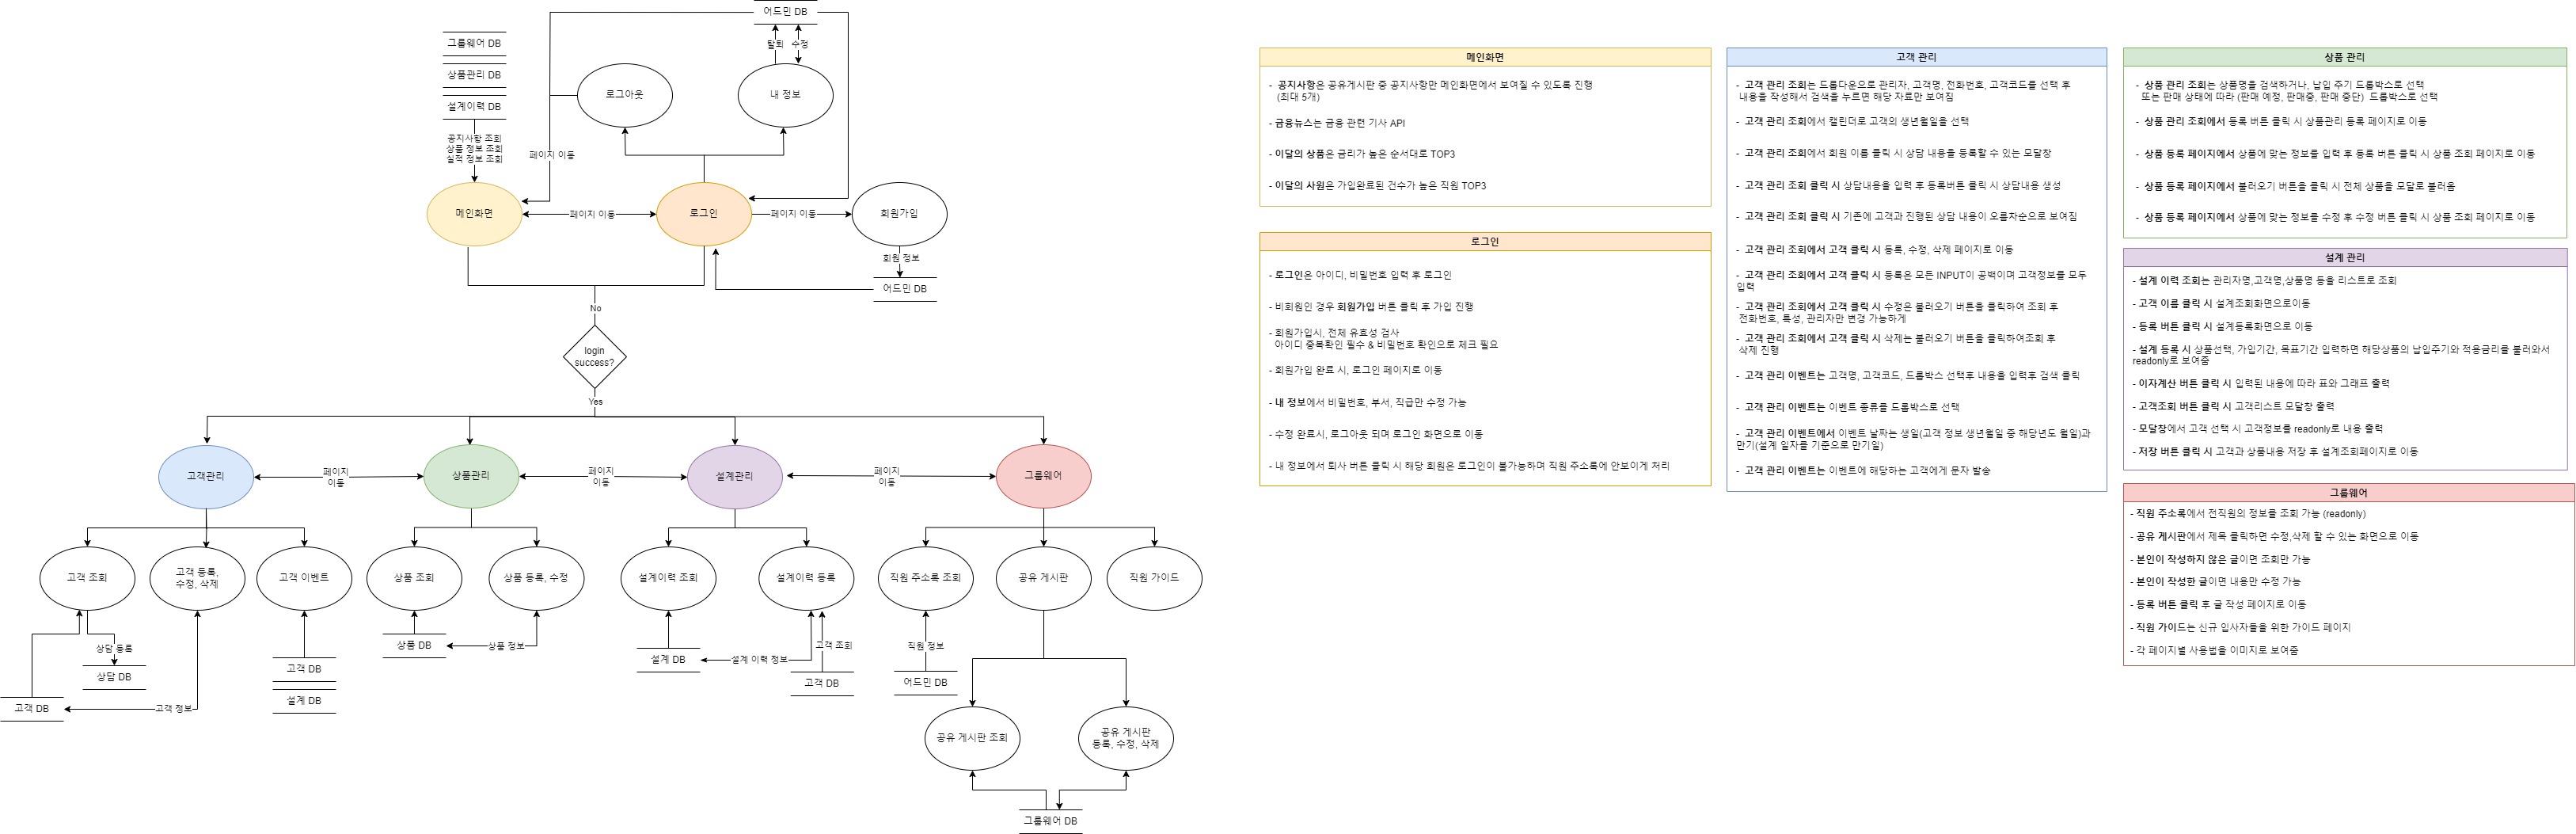 어드민 DB
탈퇴
수정
그룹웨어 DB
상품관리 DB
설계이력 DB
공지사항 조회
상품 정보 조회
실적 정보 조회
로그아웃
내 정보
페이지 이동
메인화면
페이지 이동
로그인
페이지 이동
회원가입
회원 정보
어드민 DB
No
login
success?
Yes
고객관리
페이지
이동
상품관리
페이지
이동
설계관리
페이지
이동
그룹웨어
고객 조회
고객 등록,
수정, 삭제
고객 이벤트
상품 조회
상품 등록, 수정
설계이력 조회
설계이력 등록
직원 주소록 조회
공유 게시판
직원 가이드
상담 등록
상담 DB
고객 DB
고객 정보
고객 DB
설계 DB
상품 DB
상품 정보
설계 DB
설계 이력 정보
고객 조회
고객 DB
직원 정보
어드민 DB
공유 게시판 조회
공유 게시판
등록, 수정, 삭제
그룹웨어 DB
메인화면
- 공지사항은 공유게시판 중 공지사항만 메인화면에서 보여질 수 있도록 진행
(최대 5개)
- 금융뉴스는 금융 관련 기사 API
- 이달의 상품은 금리가 높은 순서대로 TOP3
- 이달의 사원은 가입완료된 건수가 높은 직원 TOP3
로그인
- 로그인은 아이디, 비밀번호 입력 후 로그인
- 비회원인 경우 회원가입 버튼 클릭 후 가입 진행
- 회원가입시, 전체 유효성 검사
아이디 중복확인 필수 & 비밀번호 확인으로 체크 필요
- 회원가입 완료 시, 로그인 페이지로 이동
- 내 정보에서 비밀번호, 부서, 직급만 수정 가능
- 수정 완료시, 로그아웃 되며 로그인 화면으로 이동
- 내 정보에서 퇴사 버튼 클릭 시 해당 회원은 로그인이 불가능하며 직원 주소록에 안보이게 처리
고객 관리
- 고객 관리 조회는 드롭다운으로 관리자, 고객명, 전화번호, 고객코드를 선택 후
내용을 작성해서 검색을 누르면 해당 자료만 보여짐
- 고객 관리 조회에서 캘린더로 고객의 생년월일을 선택
- 고객 관리 조회에서 회원 이름 클릭 시 상담 내용을 등록할 수 있는 모달창
- 고객 관리 조회 클릭 시 상담내용을 입력 후 등록버튼 클릭 시 상담내용 생성
- 고객 관리 조회 클릭 시 기존에 고객과 진행된 상담 내용이 오름차순으로 보여짐
- 고객 관리 조회에서 고객 클릭 시 등록, 수정, 삭제 페이지로 이동
- 고객 관리 조회에서 고객 클릭 시 등록은 모든 INPUT이 공백이며 고객정보를 모두
입력
- 고객 관리 조회에서 고객 클릭 시 수정은 불러오기 버튼을 클릭하여 조회 후
전화번호, 특성, 관리자만 변경 가능하게
- 고객 관리 조회에서 고객 클릭 시 삭제는 불러오기 버튼을 클릭하여조회 후
삭제 진행
- 고객 관리 이벤트는 고객명, 고객코드, 드롭박스 선택후 내용을 입력후 검색 클릭
- 고객 관리 이벤트는 이벤트 종류를 드롭박스로 선택
- 고객 관리 이벤트에서 이벤트 날짜는 생일(고객 정보 생년월일 중 해당년도 월일)과
만기(설계 일자를 기준으로 만기일)
- 고객 관리 이벤트는 이벤트에 해당하는 고객에게 문자 발송
상품 관리
- 상품 관리 조회는 상품명을 검색하거나, 납입 주기 드롭박스로 선택
또는 판매 상태에 따라 (판매 예정, 판매중, 판매 중단) 드롭박스로 선택
- 상품 관리 조회에서 등록 버튼 클릭 시 상품관리 등록 페이지로 이동
- 상품 등록 페이지에서 상품에 맞는 정보를 입력 후 등록 버튼 클릭 시 상품 조회 페이지로 이동
- 상품 등록 페이지에서 불러오기 버튼을 클릭 시 전체 상품을 모달로 불러옴
- 상품 등록 페이지에서 상품에 맞는 정보를 수정 후 수정 버튼 클릭 시 상품 조회 페이지로 이동
설계 관리
- 설계 이력 조회는 관리자명,고객명,상품명 등을 리스트로 조회
- 고객 이름 클릭 시 설계조회화면으로이동
- 등록 버튼 클릭 시 설계등록화면으로 이동
- 설계 등록 시 상품선택, 가입기간, 목표기간 입력하면 해당상품의 납입주기와 적용금리를 불러와서
readonly로 보여줌
- 이자계산 버튼 클릭 시 입력된 내용에 따라 표와 그래프 출력
- 고객조회 버튼 클릭 시 고객리스트 모달창 출력
- 모달창에서 고객 선택 시 고객정보를 readonly로 내용 출력
- 저장 버튼 클릭 시 고객과 상품내용 저장 후 설계조회페이지로 이동
그룹웨어
- 직원 주소록에서 전직원의 정보를 조회 가능 (readonly)
- 공유 게시판에서 제목 클릭하면 수정,삭제 할 수 있는 화면으로 이동
- 본인이 작성하지 않은 글이면 조회만 가능
- 본인이 작성한 글이면 내용만 수정 가능
- 등록 버튼 클릭 후 글 작성 페이지로 이동
- 직원 가이드는 신규 입사자들을 위한 가이드 페이지
- 각 페이지별 사용법을 이미지로 보여줌